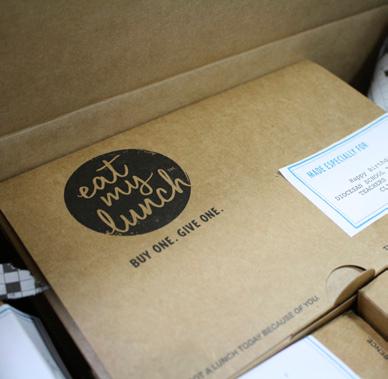 eat
my
lunch
BUY ONE. GIVE ONE.
MADE ESPECIALLY FOR
Happy
DIOCESAN SCHOOL
TEACHERS
A LUNCH TODAY BECAUSE OF YOU.